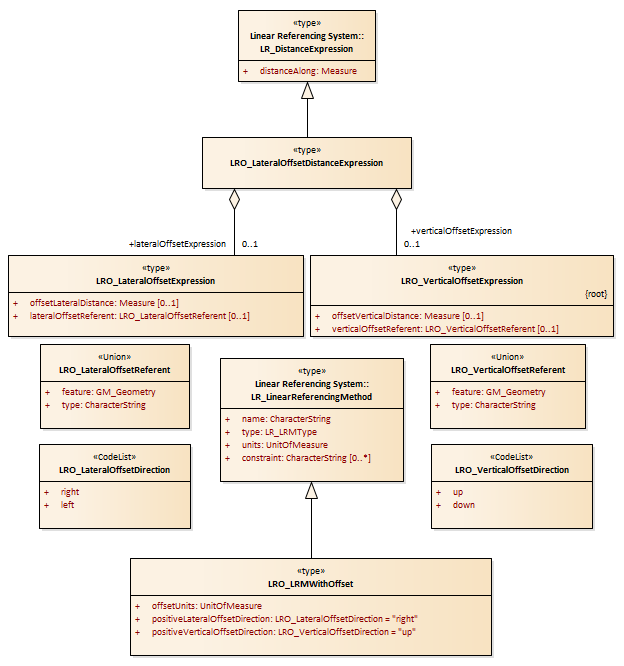 «type»
Linear Referencing System::
LR_DistanceExpression
+ distanceAlong: Measure
«type»
LRO_LateralOffsetDistanceExpression
+lateralOffsetExpression 0..1
+verticalOffsetExpression
0..1
«type»
LRO_LateralOffsetExpression
+ offsetLateralDistance: Measure [0..1]
+ lateralOffsetReferent: LRO_LateralOffsetReferent [0..1]
«type»
LRO_VerticalOffsetExpression
{root}
+ offsetVerticalDistance: Measure [0..1]
+ verticalOffsetReferent: LRO_VerticalOffsetReferent [0..1]
«Union»
LRO_LateralOffsetReferent
+ feature: GM_Geometry
+ type: CharacterString
«type»
Linear Referencing System::
LR_LinearReferencingMethod
+ name: CharacterString
+ type: LR_LRMType
+ units: UnitOfMeasure
+ constraint: CharacterString [0..*]
«Union»
LRO_VerticalOffsetReferent
+ feature: GM_Geometry
+ type: CharacterString
«CodeList»
LRO_LateralOffsetDirection
+ right
+ left
«CodeList»
LRO_VerticalOffsetDirection
+ up
+ down
«type»
LRO_LRMWithOffset
+ offsetUnits: UnitOfMeasure
+ positiveLateralOffsetDirection: LRO_LateralOffsetDirection = "right"
+ positiveVerticalOffsetDirection: LRO_VerticalOffsetDirection = "up"